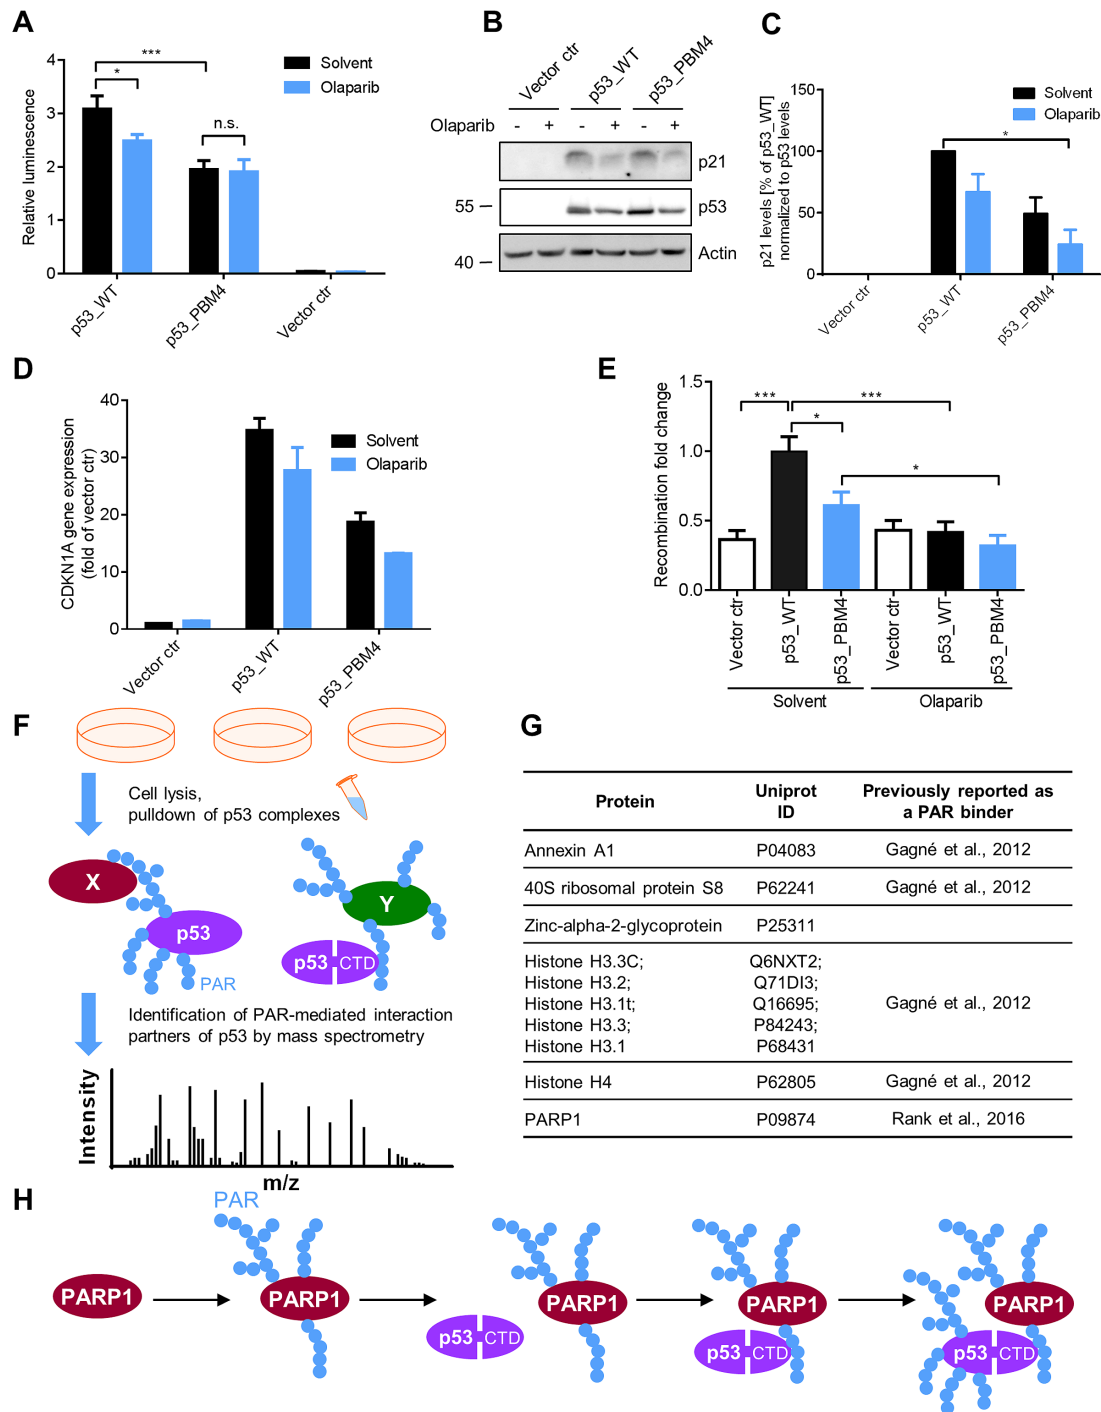 A
Relative luminescence
4
3
2
1
0
***
*
n.s.
Solvent
Olaparib
p53_WT
p53_PBM4
Vector ctr
B
Vector ctr
p53_WT
p53_PBM4
Olaparib - + - + - +
p21
55
p53
40
Actin
C
p21 levels [% of p53_WT]
normalized to p53 levels
150
100
50
0
Solvent
Olaparib
*
Vector ctr
p53_WT
p53_PBM4
D
CDKN1A gene expression
(fold of vector ctr)
40
30
20
10
0
Solvent
Olaparib
Vector ctr
p53_WT
p53_PBM4
E
Recombination fold change
1.5
1.0
0.5
0.0
***
***
*
*
Vector ctr
p53_WT
p53_PBM4
Vector ctr
p53_WT
p53_PBM4
Solvent
Olaparib
F
Cell lysis,
pulldown of p53 complexes
X
p53
PAR
Y
p53 CTD
Identification of PAR-mediated interaction
partners of p53 by mass spectrometry
Intensity
m/z
G
Protein
Uniprot
ID
Previously reported as
a PAR binder
Annexin A1 P04083 Gagné et al., 2012
40S ribosomal protein S8 P62241 Gagné et al., 2012
Zinc-alpha-2-glycoprotein P25311
Histone H3.3C; Q6NXT2;
Histone H3.2; Q71DI3;
Histone H3.1t; Q16695; Gagné et al., 2012
Histone H3.3; P84243;
Histone H3.1 P68431
Histone H4 P62805 Gagné et al., 2012
PARP1 P09874 Rank et al., 2016
H
PAR
PARP1
PARP1
p53 CTD
PARP1
PARP1
p53 CTD
PARP1
p53 CTD